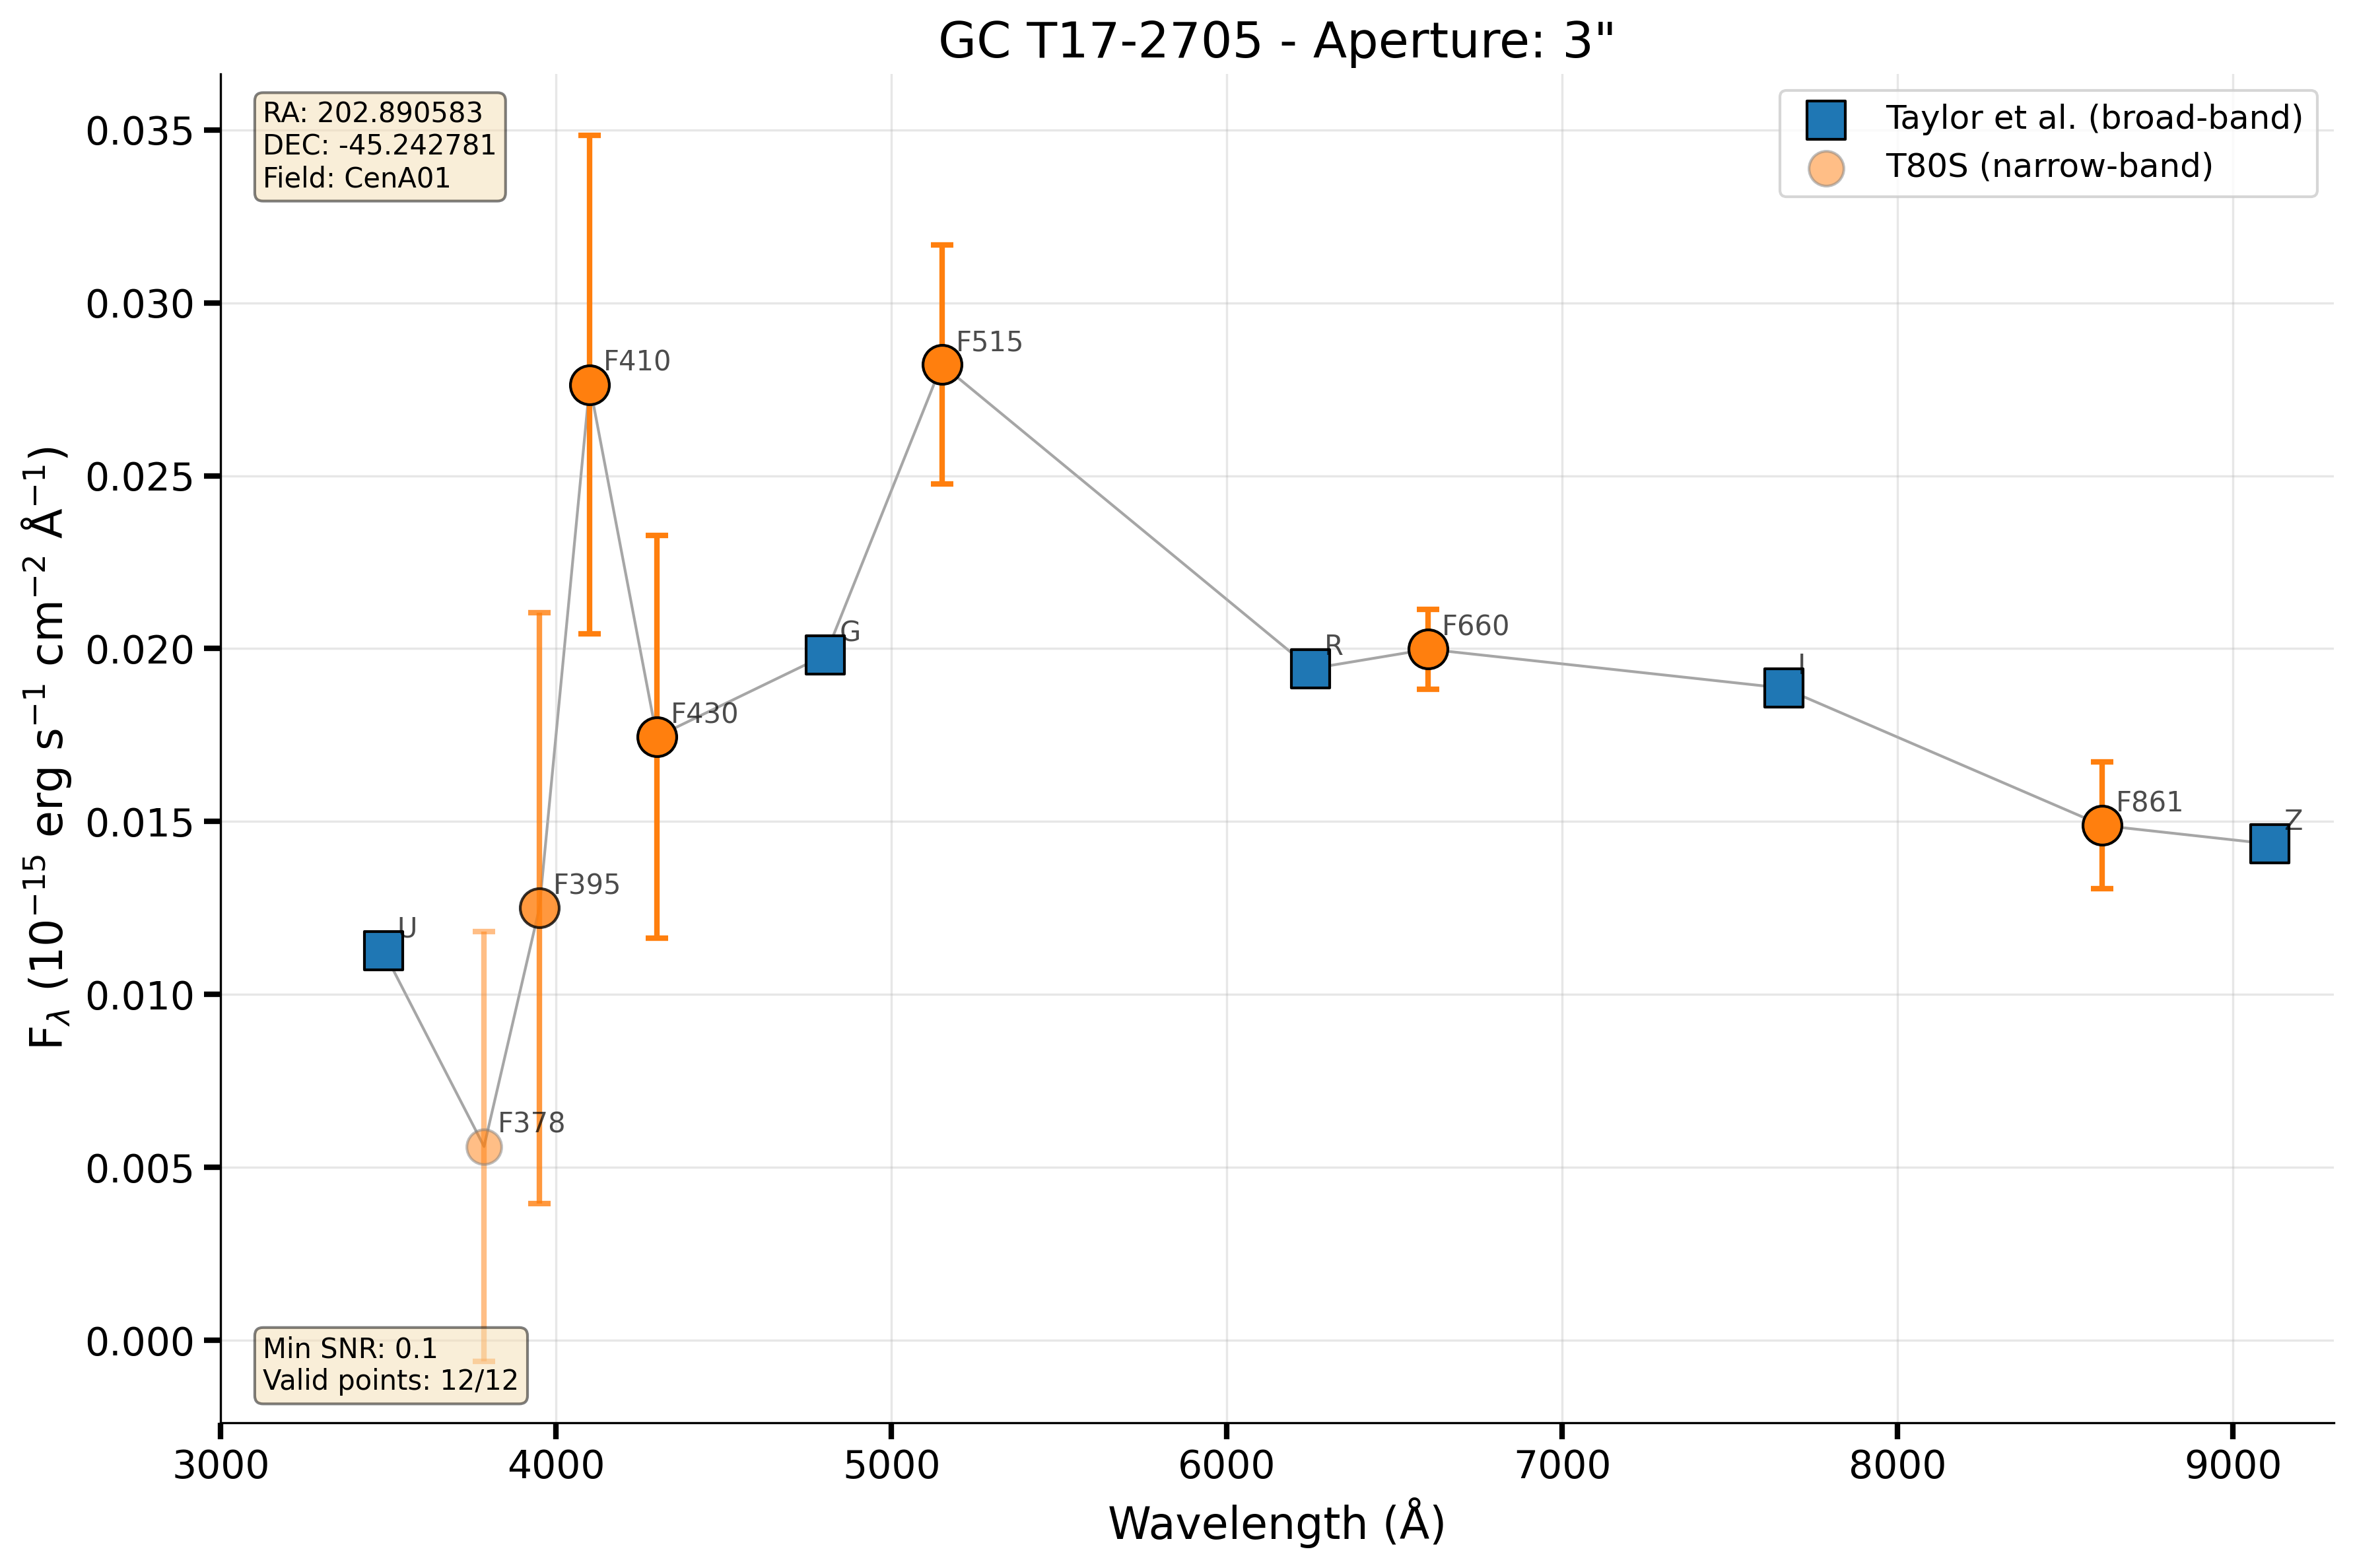 GC T17-2705 - Aperture: 3"
RA: 202.890583
DEC: -45.242781
Field: CenA01
Taylor et al. (broad-band)
T80S (narrow-band)
F_λ (10⁻¹⁵ erg s⁻¹ cm⁻² Å⁻¹)
0.035
0.030
0.025
0.020
0.015
0.010
0.005
0.000
U
F378
F395
F410
F430
G
F515
R
F660
I
F861
Z
Min SNR: 0.1
Valid points: 12/12
3000 4000 5000 6000 7000 8000 9000
Wavelength (Å)